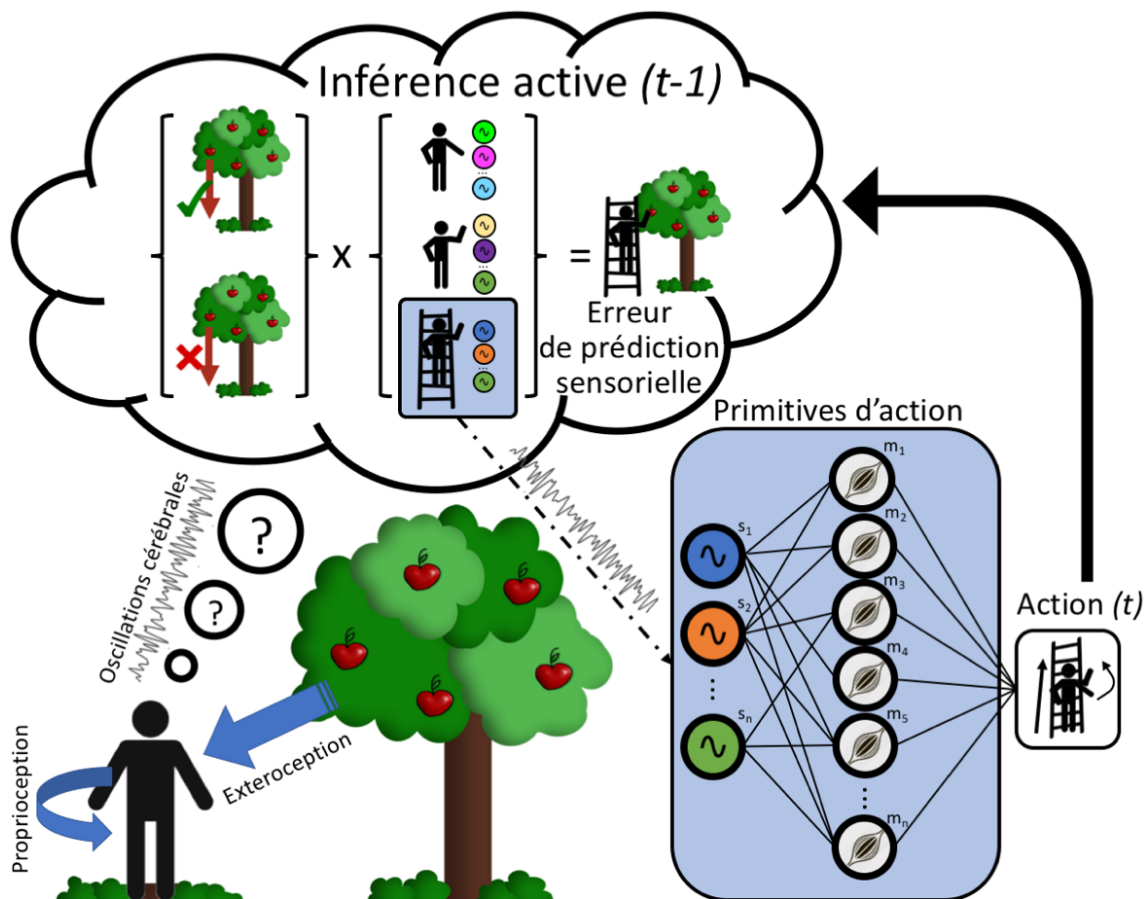 Inférence active (t-1)
x
=
...
...
...
Erreur
de prédiction
sensorielle
Primitives d'action
Oscillations cérébrales
?
?
Exteroception
Proprioception
s1
s2
sn
m1
m2
m3
m4
m5
mn
Action (t)